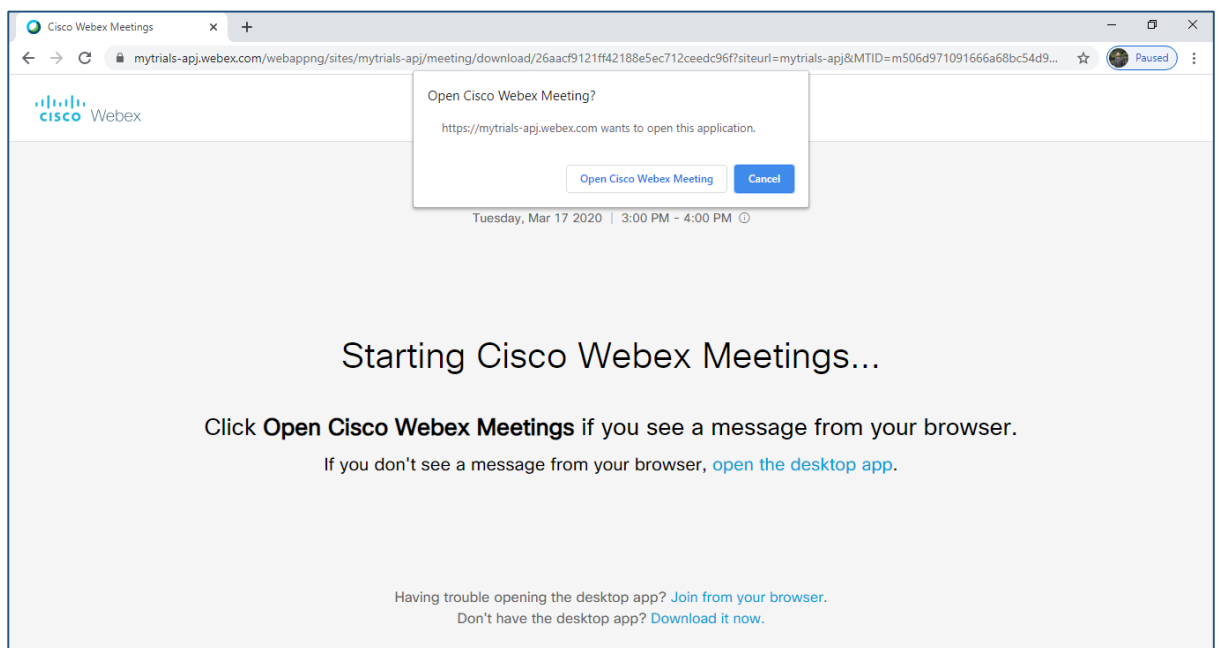 Cisco Webex Meetings
mytrials-apj.webex.com/webappng/sites/mytrials-apj/meeting/download/26aacf9121ff42188e5ec712ceedc96f?siteurl=mytrials-apj&MTID=m506d971091666a68bc54d9...
Paused
CISCO Webex
Open Cisco Webex Meeting?
https://mytrials-apj.webex.com wants to open this application.
Open Cisco Webex Meeting Cancel
Tuesday, Mar 17 2020 | 3:00 PM - 4:00 PM
Starting Cisco Webex Meetings...
Click Open Cisco Webex Meetings if you see a message from your browser.
If you don't see a message from your browser, open the desktop app.
Having trouble opening the desktop app? Join from your browser.
Don't have the desktop app? Download it now.